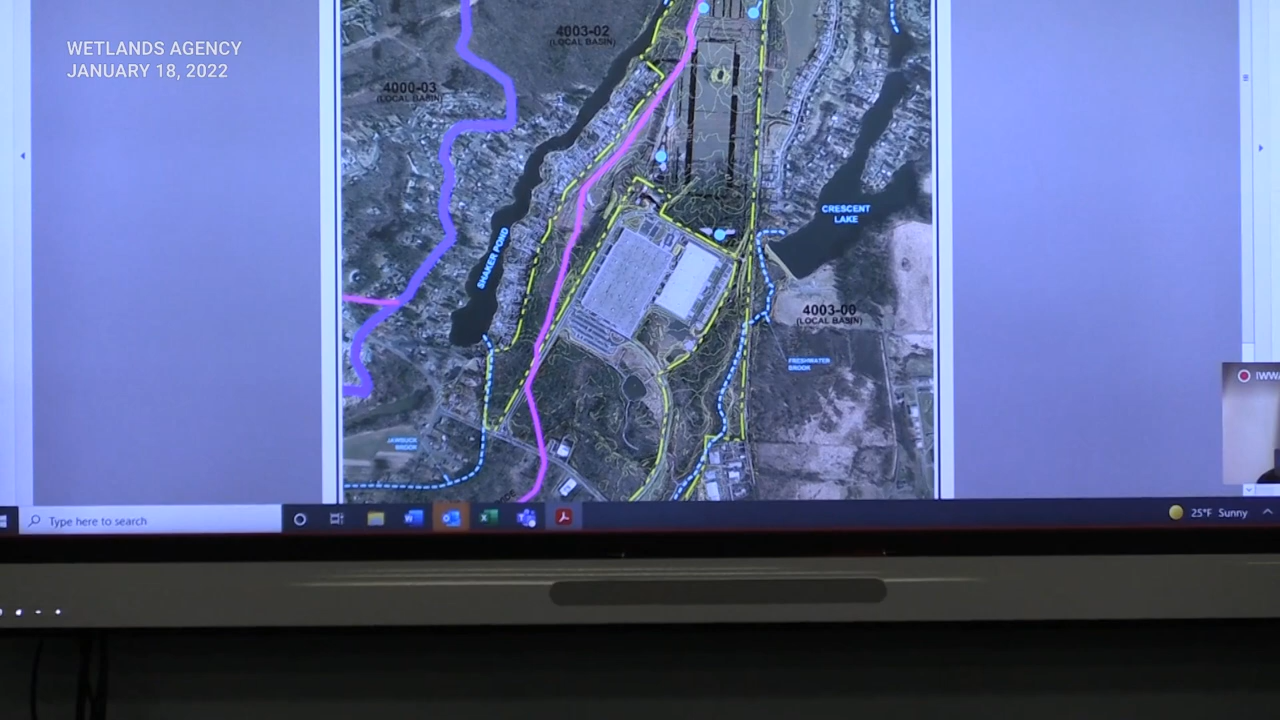 WETLANDS AGENCY
JANUARY 18, 2022
4003-02
(LOCAL BASIN)
4000-03
(LOCAL BASIN)
SHAKER POND
CRESCENT
LAKE
4003-00
(LOCAL BASIN)
FRESHWATER
BROOK
JAWBUCK
BROOK
Type here to search
25°F Sunny